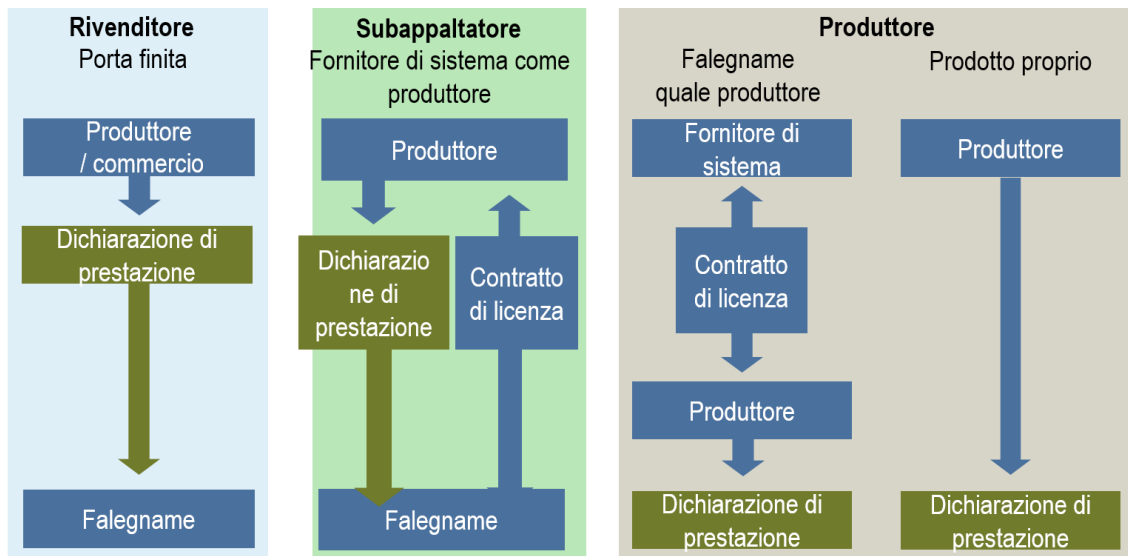 Rivenditore
Porta finita
Produttore
/ commercio
Dichiarazione di
prestazione
Falegname
Subappaltatore
Fornitore di sistema come
produttore
Produttore
Dichiarazio
ne di
prestazione
Contratto
di licenza
Falegname
Produttore
Falegname
quale produttore
Fornitore di
sistema
Contratto
di licenza
Produttore
Dichiarazione di
prestazione
Prodotto proprio
Produttore
Dichiarazione di
prestazione